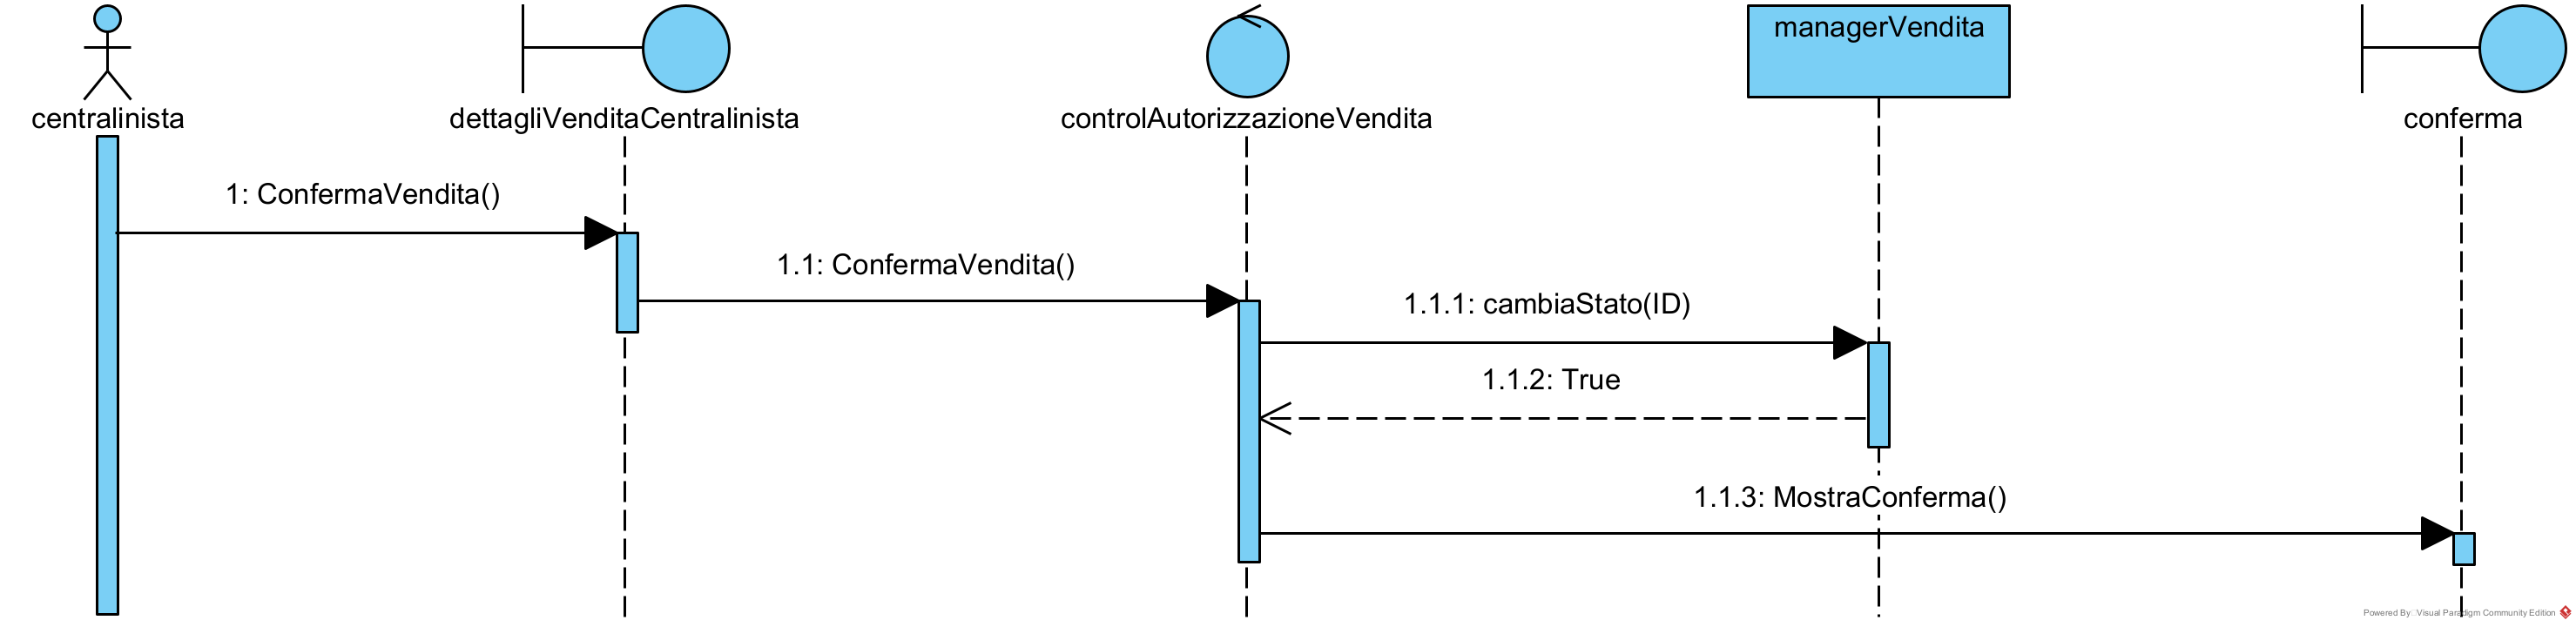 managerVendita
centralinista
dettagliVenditaCentralinista
controlAutorizzazioneVendita
conferma
1: ConfermaVendita()
1.1: ConfermaVendita()
1.1.1: cambiaStato(ID)
1.1.2: True
1.1.3: MostraConferma()
Powered By Visual Paradigm Community Edition